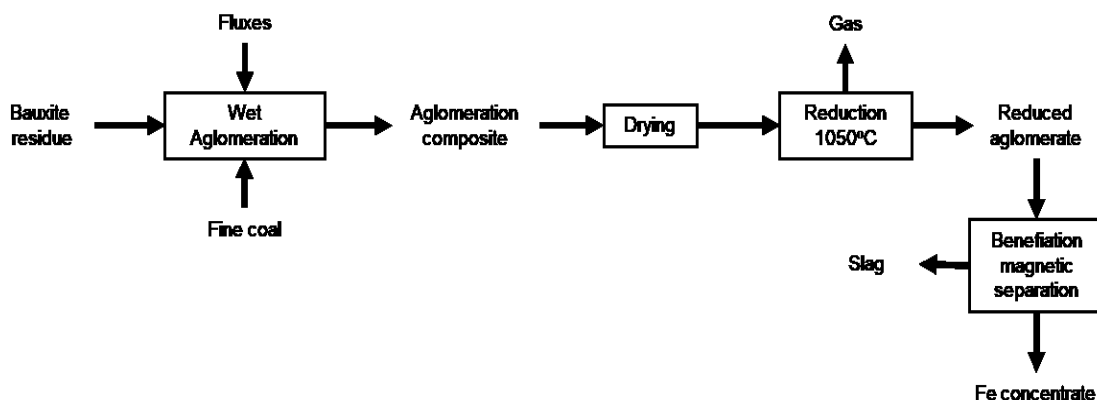 Fluxes
Gas
Bauxite
residue
Wet
Aglomeration
Aglomeration
composite
Drying
Reduction
1050ºC
Reduced
aglomerate
Fine coal
Slag
Benefiation
magnetic
separation
Fe concentrate